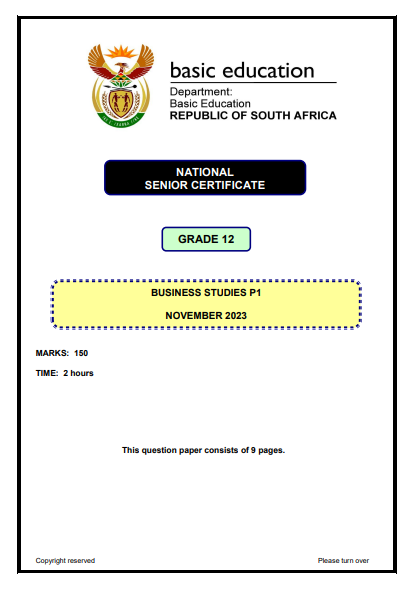 basic education
Department:
Basic Education
REPUBLIC OF SOUTH AFRICA
NATIONAL
SENIOR CERTIFICATE
GRADE 12
BUSINESS STUDIES P1
NOVEMBER 2023
MARKS: 150
TIME: 2 hours
This question paper consists of 9 pages.
Copyright reserved
Please turn over